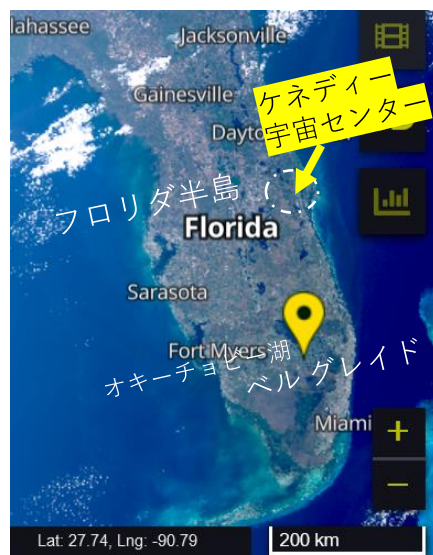 lahassee
Jacksonville
Gainesville
ケネディー
宇宙センター
Dayto
フロリダ半島
Florida
Sarasota
Fort Myers
オキーチョビー湖
ベル グレイド
Miami
+
−
Lat: 27.74, Lng: -90.79
200 km